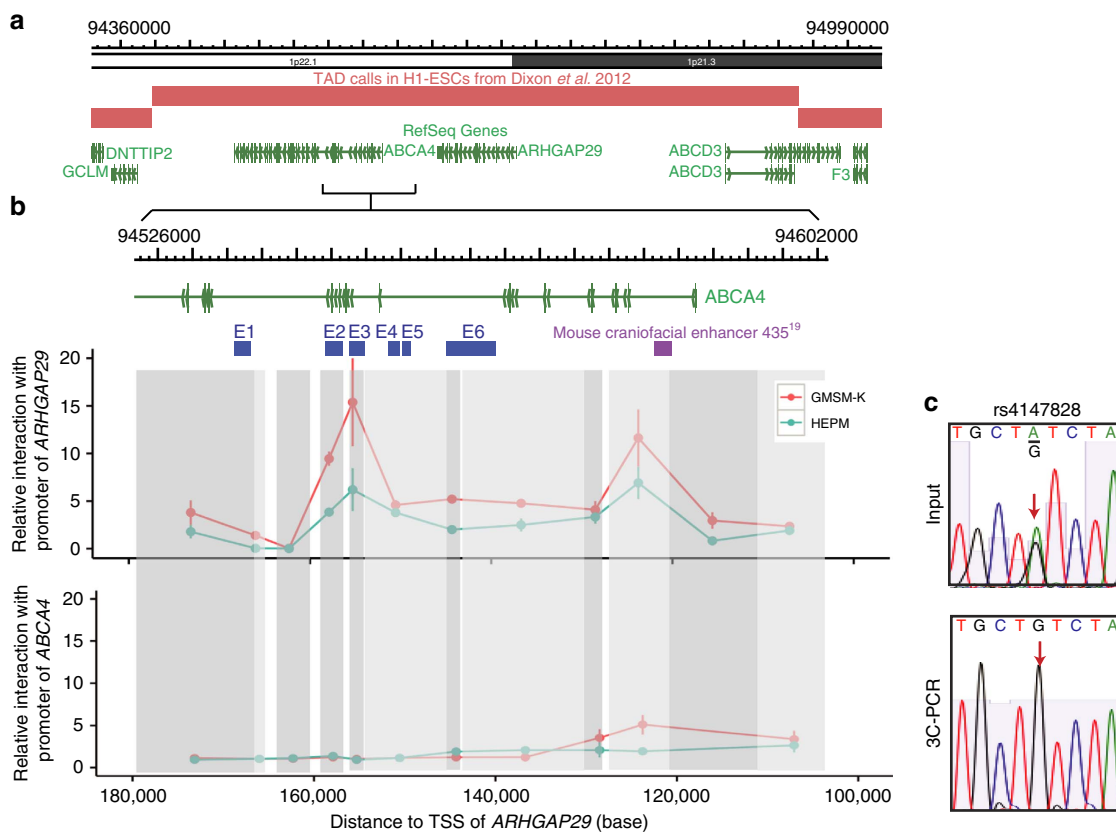 a
94360000 94990000
1p22.1 1p21.3
TAD calls in H1-ESCs from Dixon et al. 2012
RefSeq Genes
DNTTIP2 ABCA4 ARHGAP29 ABCD3
GCLM ABCD3 F3
b
94526000 94602000
ABCA4
E1 E2 E3 E4 E5 E6 Mouse craniofacial enhancer 435¹⁹
Relative interaction with
promoter of ARHGAP29
20
15
10
5
0
GMSM-K
HEPM
Relative interaction with
promoter of ABCA4
20
15
10
5
0
180,000 160,000 140,000 120,000 100,000
Distance to TSS of ARHGAP29 (base)
c
rs4147828
Input
T G C T A T C T A
G
3C-PCR
T G C T G T C T A